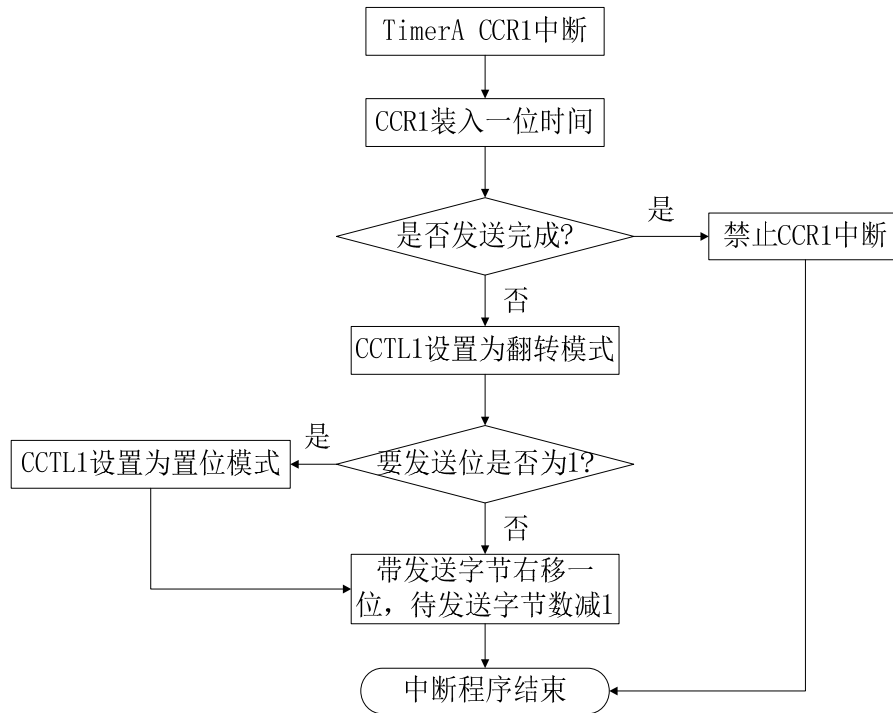 TimerA CCR1中断
CCR1装入一位时间
是否发送完成?
是
禁止CCR1中断
否
CCTL1设置为翻转模式
是
CCTL1设置为置位模式
要发送位是否为1?
否
带发送字节右移一
位，待发送字节数减1
中断程序结束